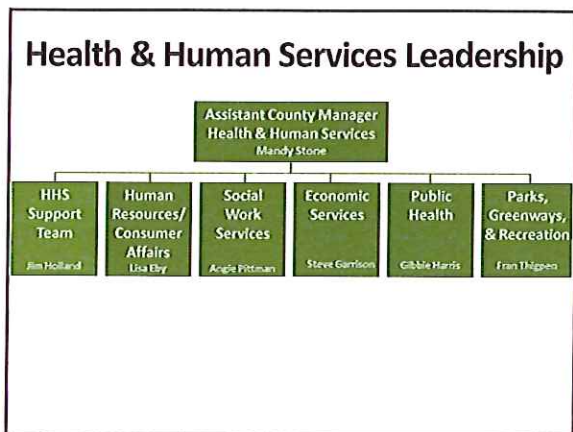 Health & Human Services Leadership
Assistant County Manager
Health & Human Services
Mandy Stone
HHS
Support
Team
Jim Holland
Human
Resources/
Consumer
Affairs
Lisa Eby
Social
Work
Services
Angie Pittman
Economic
Services
Steve Garrison
Public
Health
Gibbie Harris
Parks,
Greenways,
& Recreation
Fran Thigpen